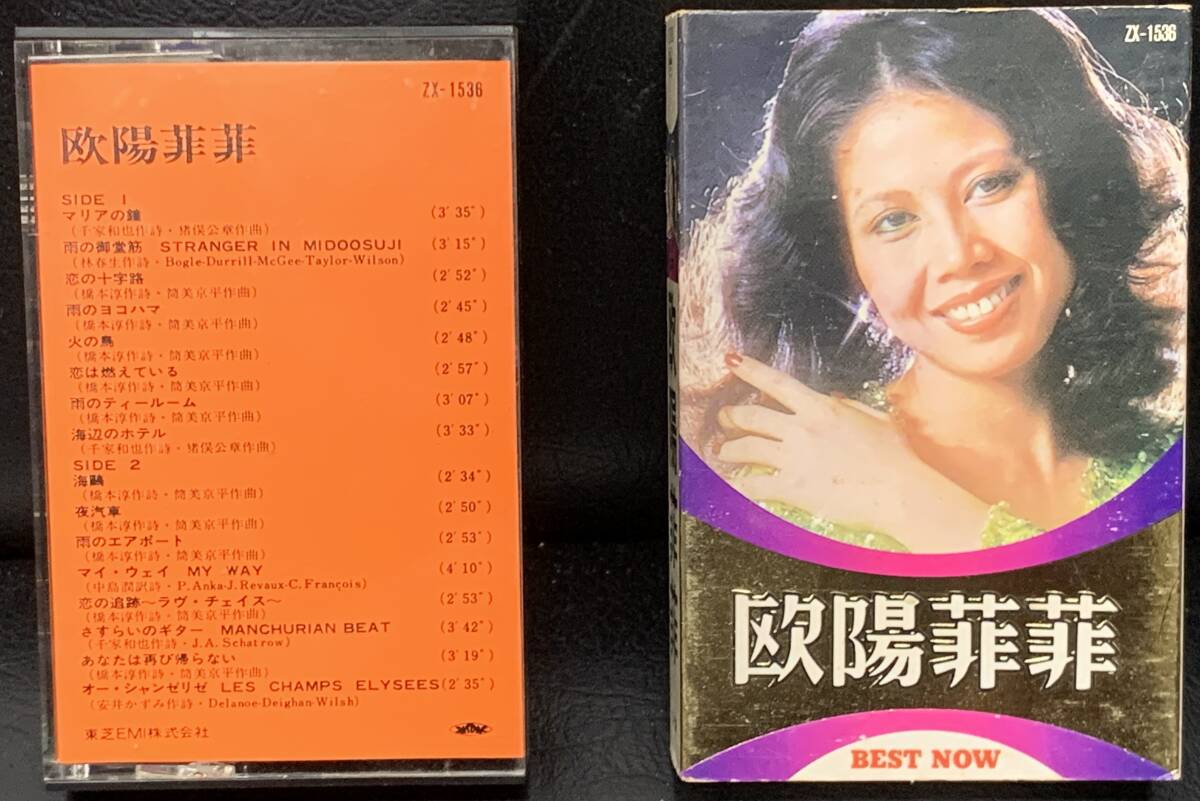 ZX-1536
欧陽菲菲
SIDE 1
マリアの鐘 (3′35″)
(千家和也作詩・猪俣公章作曲)
雨の御堂筋 STRANGER IN MIDOOSUJI (3′15″)
(林春生作詩・Bogle-Durrill-McGee-Taylor-Wilson)
恋の十字路 (2′52″)
(橋本淳作詩・筒美京平作曲)
雨のヨコハマ (2′45″)
(橋本淳作詩・筒美京平作曲)
火の鳥 (2′48″)
(橋本淳作詩・筒美京平作曲)
恋は燃えている (2′57″)
(橋本淳作詩・筒美京平作曲)
雨のティールーム (3′07″)
(橋本淳作詩・筒美京平作曲)
海辺のホテル (3′33″)
(千家和也作詩・猪俣公章作曲)
SIDE 2
海鷗 (2′34″)
(橋本淳作詩・筒美京平作曲)
夜汽車 (2′50″)
(橋本淳作詩・筒美京平作曲)
雨のエアポート (2′53″)
(橋本淳作詩・筒美京平作曲)
マイ・ウェイ MY WAY (4′10″)
(中島潤訳詩・P.Anka-J.Revaux-C.François)
恋の追跡〜ラヴ・チェイス〜 (2′53″)
(橋本淳作詩・筒美京平作曲)
さすらいのギター MANCHURIAN BEAT (3′42″)
(千家和也作詩・J.A.Schatrow)
あなたは再び帰らない (3′19″)
(橋本淳作詩・筒美京平作曲)
オー・シャンゼリゼ LES CHAMPS ELYSEES (2′35″)
(安井かずみ作詩・Delanoe-Deighan-Wilsh)
東芝EMI株式会社
ZX-1536
欧陽菲菲
BEST NOW